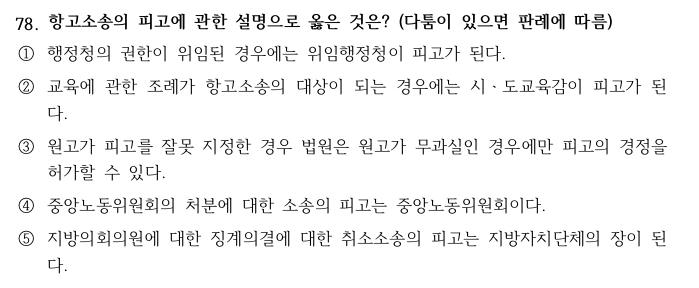 78. 항고소송의 피고에 관한 설명으로 옳은 것은? (다툼이 있으면 판례에 따름)
① 행정청의 권한이 위임된 경우에는 위임행정청이 피고가 된다.
② 교육에 관한 조례가 항고소송의 대상이 되는 경우에는 시ㆍ도교육감이 피고가 된
다.
③ 원고가 피고를 잘못 지정한 경우 법원은 원고가 무과실인 경우에만 피고의 경정을
허가할 수 있다.
④ 중앙노동위원회의 처분에 대한 소송의 피고는 중앙노동위원회이다.
⑤ 지방의회의원에 대한 징계의결에 대한 취소소송의 피고는 지방자치단체의 장이 된
다.